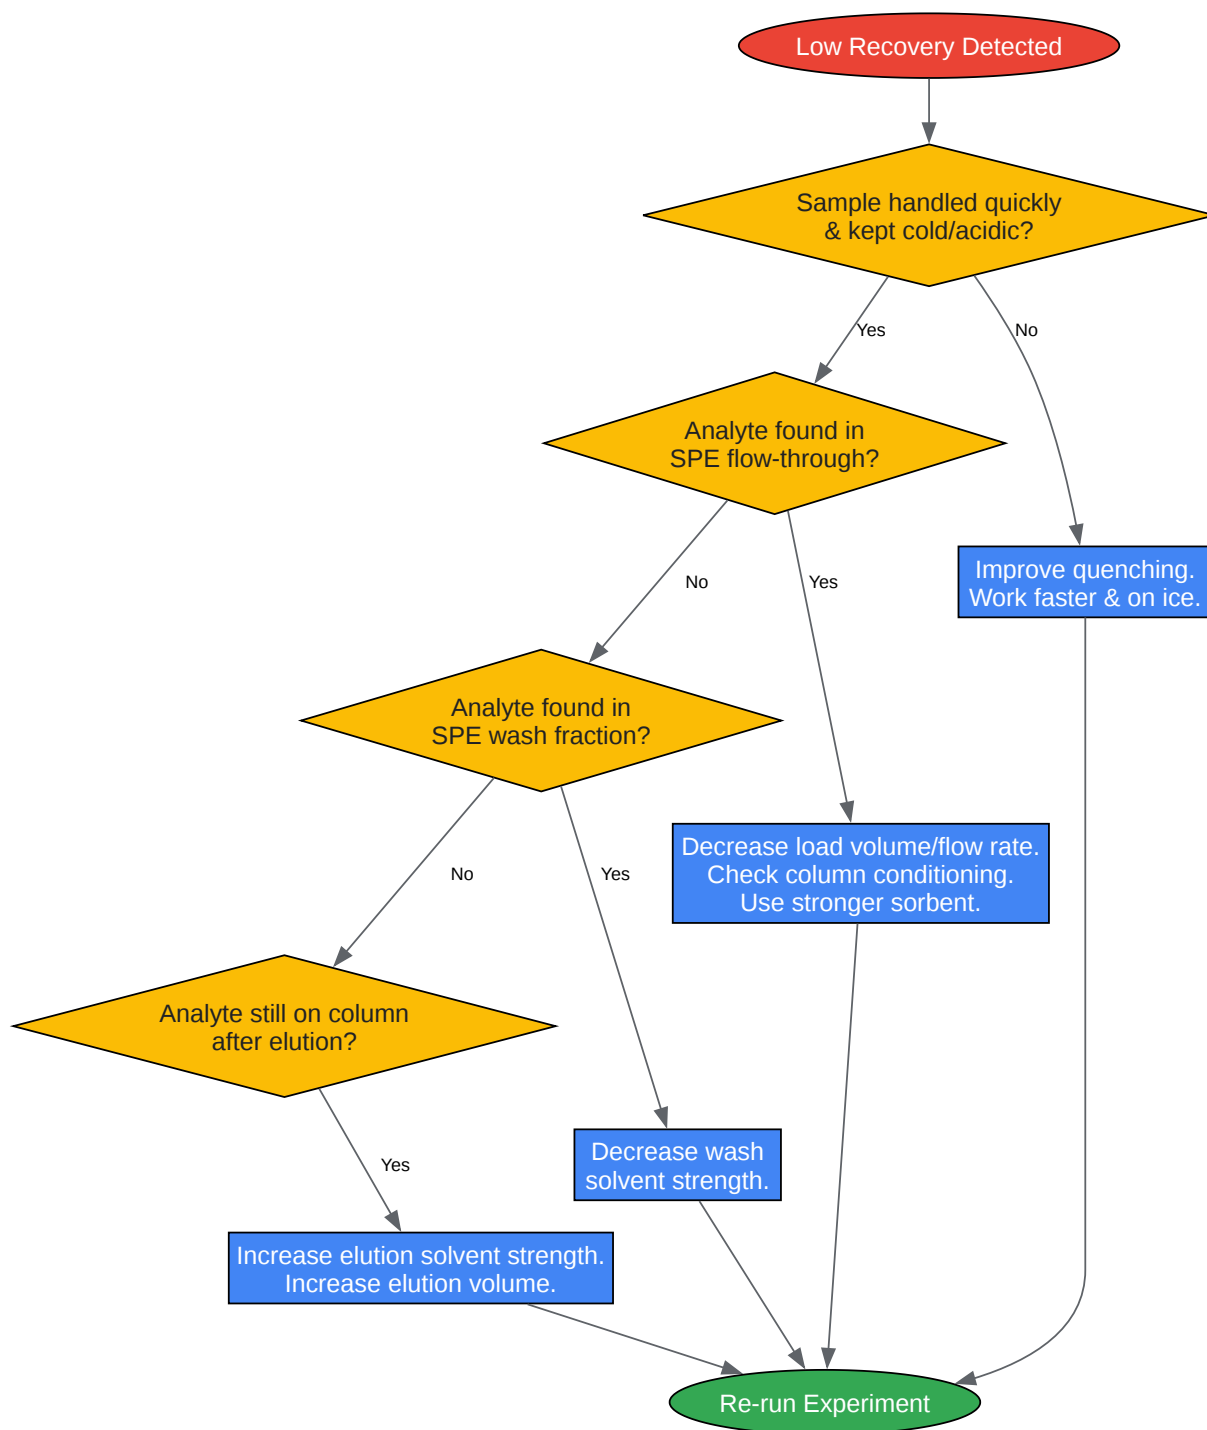 Low Recovery Detected
Sample handled quickly
& kept cold/acidic?
Yes
No
Analyte found in
SPE flow-through?
Improve quenching.
Work faster & on ice.
No
Yes
Analyte found in
SPE wash fraction?
Decrease load volume/flow rate.
Check column conditioning.
Use stronger sorbent.
No
Yes
Analyte still on column
after elution?
Decrease wash
solvent strength.
Yes
Increase elution solvent strength.
Increase elution volume.
Re-run Experiment